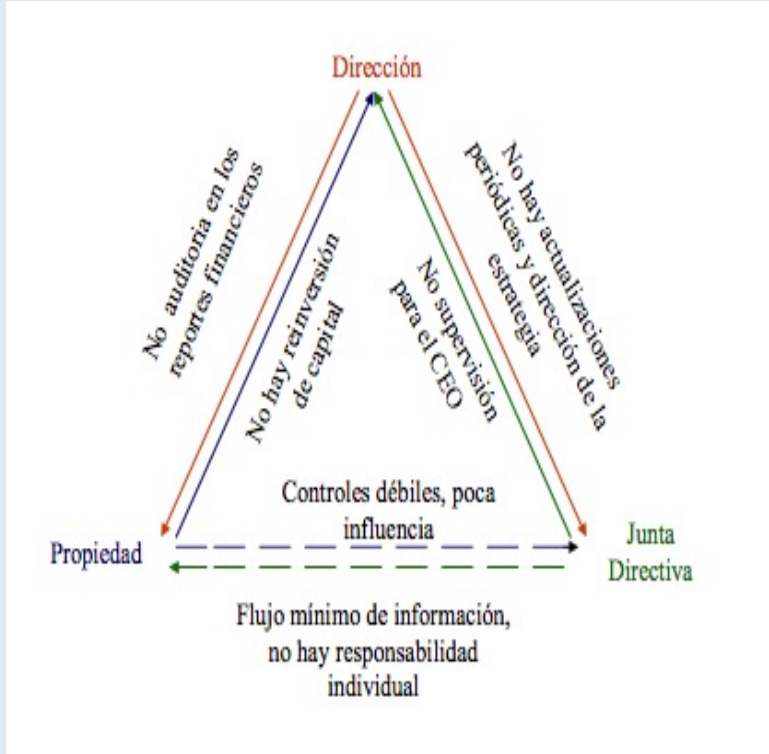 Dirección
No auditoria en los
reportes financieros
No hay reinversión
de capital
No supervisión
para el CEO
No hay actualizaciones
periódicas y dirección de la
estrategia
Controles débiles, poca
influencia
Propiedad
Junta
Directiva
Flujo mínimo de información,
no hay responsabilidad
individual